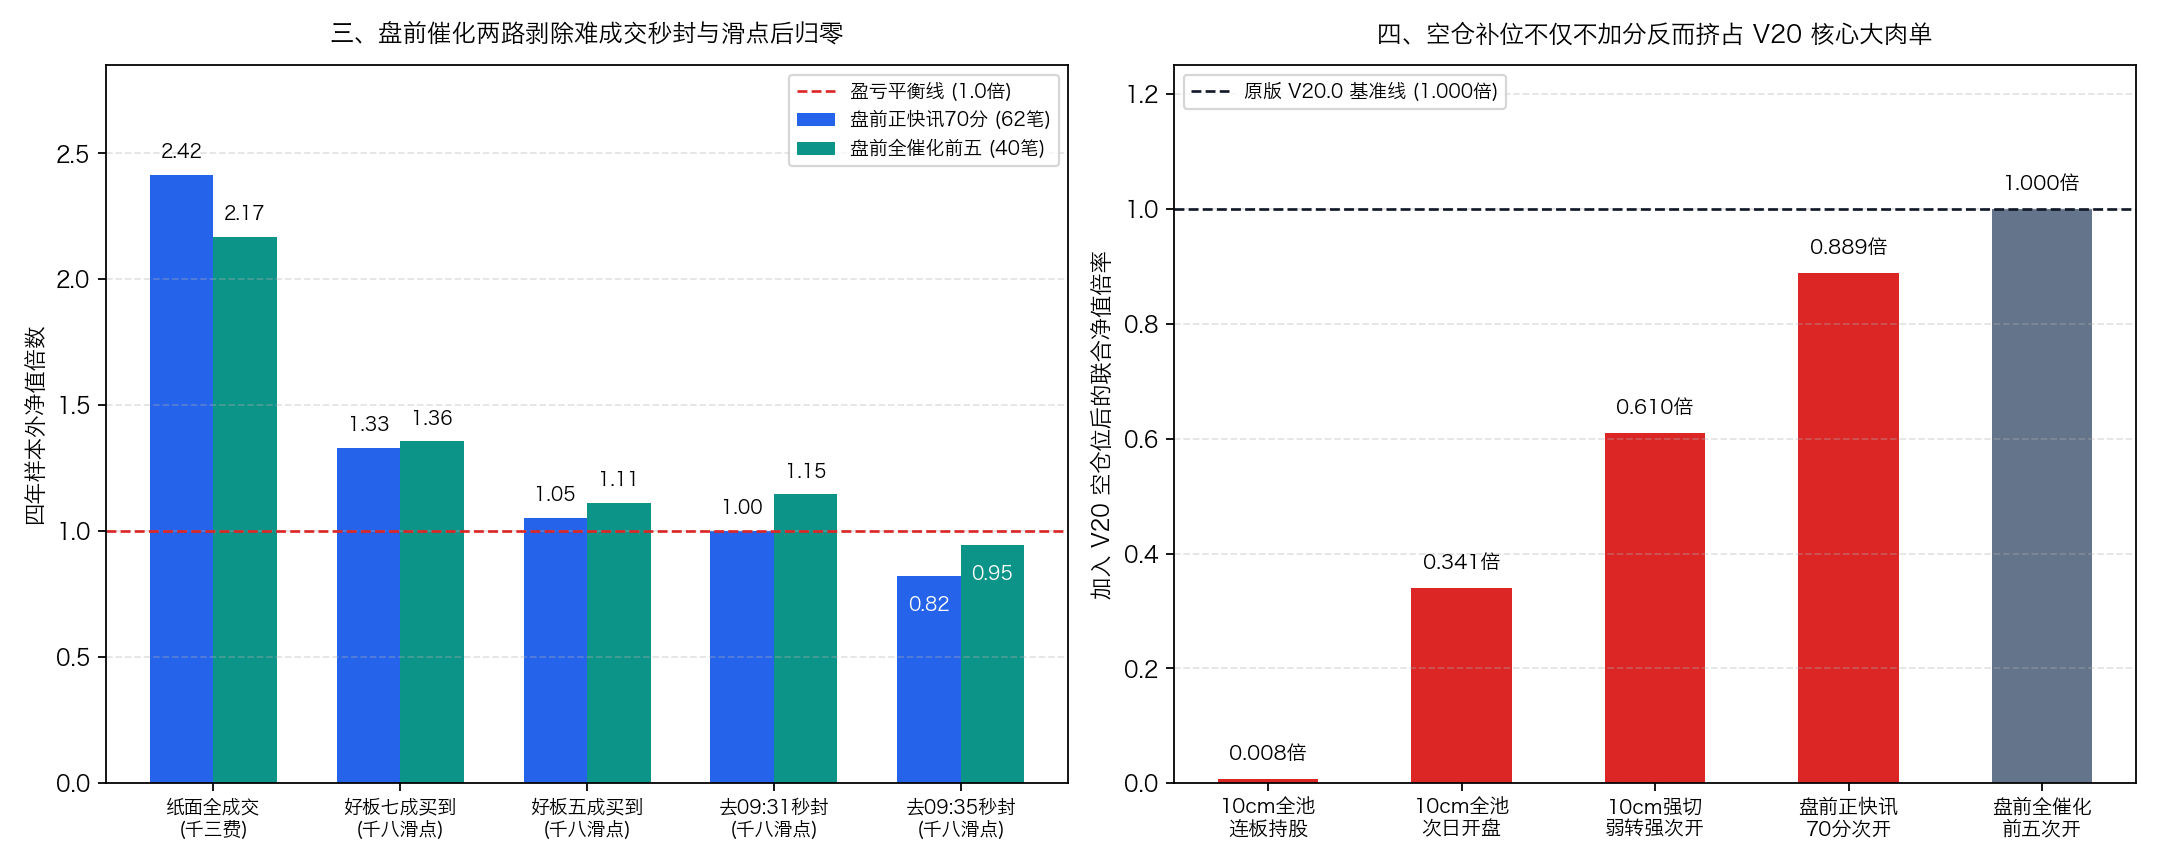 三、盘前催化两路剥除难成交秒封与滑点后归零
盈亏平衡线 (1.0倍)
盘前正快讯70分 (62笔)
盘前全催化前五 (40笔)
四年样本外净值倍数
2.5
2.0
1.5
1.0
0.5
0.0
2.42
2.17
1.33
1.36
1.05
1.11
1.00
1.15
0.82
0.95
纸面全成交
(千三费)
好板七成买到
(千八滑点)
好板五成买到
(千八滑点)
去09:31秒封
(千八滑点)
去09:35秒封
(千八滑点)
四、空仓补位不仅不加分反而挤占 V20 核心大肉单
原版 V20.0 基准线 (1.000倍)
加入 V20 空仓位后的联合净值倍率
1.2
1.0
0.8
0.6
0.4
0.2
0.0
0.008倍
0.341倍
0.610倍
0.889倍
1.000倍
10cm全池
连板持股
10cm全池
次日开盘
10cm强切
弱转强次开
盘前正快讯
70分次开
盘前全催化
前五次开